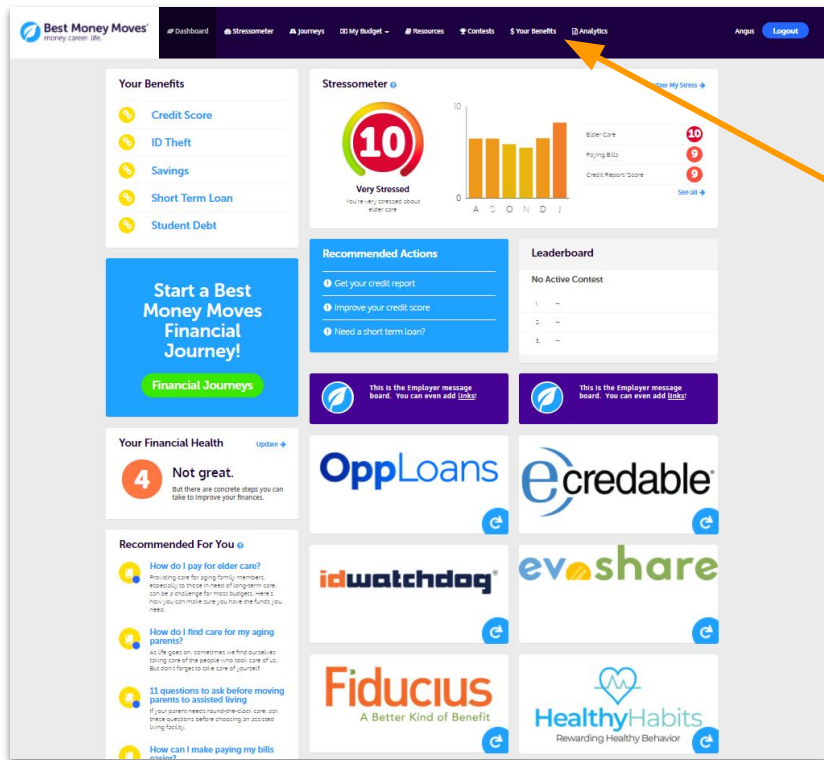 Best Money Moves
money. career. life.
Dashboard
Stressometer
Journeys
My Budget
Resources
Contests
$ Your Benefits
Analytics
Angus
Logout
Your Benefits
Credit Score
ID Theft
Savings
Short Term Loan
Student Debt
Stressometer
My Stress
10
Very Stressed
You're very stressed about
elder care
10
0
A S O N D J
Elder Care 10
Paying Bills 9
Credit Report/Score 9
See all
Start a Best
Money Moves
Financial
Journey!
Financial Journeys
Recommended Actions
Get your credit report
Improve your credit score
Need a short term loan?
Leaderboard
No Active Contest
1. --
2. --
3. --
This is the Employer message
board. You can even add links!
This is the Employer message
board. You can even add links!
Your Financial Health
Update
4
Not great.
But there are concrete steps you can
take to improve your finances.
OppLoans
ecredable
idwatchdog
evoshare
Fiducius
A Better Kind of Benefit
HealthyHabits
Rewarding Healthy Behavior
Recommended For You
How do I pay for elder care?
Providing care for aging family members,
especially to those in need of long-term care,
can be a challenge for most budgets. Here's
how you can make sure you have the funds you
need.
How do I find care for my aging
parents?
As life goes on, sometimes we find ourselves
taking care of the people who took care of us.
But don't forget to take care of yourself.
11 questions to ask before moving
parents to assisted living
If your parent needs round-the-clock care, ask
these questions before choosing an assisted
living facility.
How can I make paying my bills
easier?